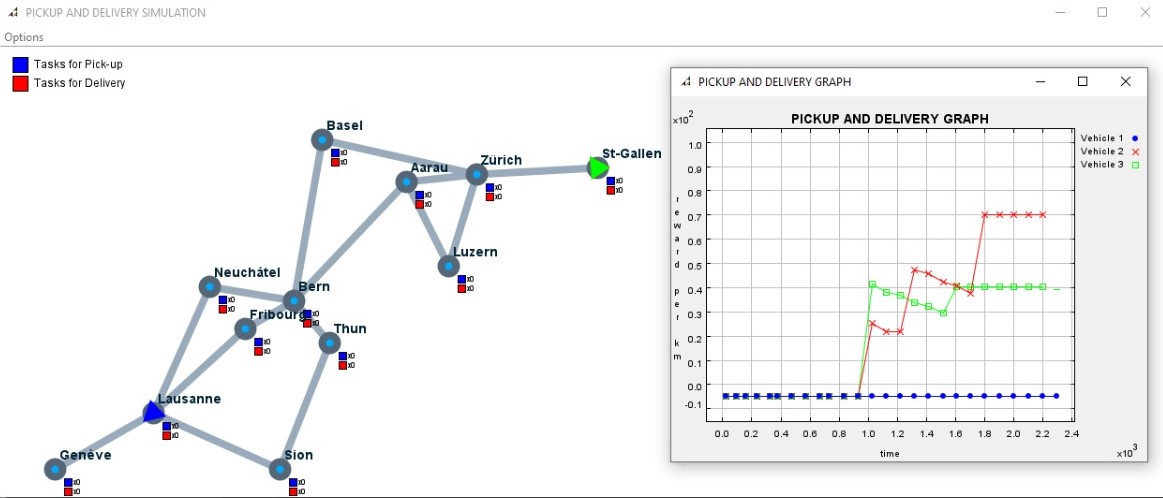 PICKUP AND DELIVERY SIMULATION
Options
Tasks for Pick-up
Tasks for Delivery
Basel
x0
x0
Aarau
x0
x0
Zürich
x0
x0
St-Gallen
x0
x0
Luzern
x0
x0
Neuchâtel
x0
x0
Bern
x0
x0
Fribourg
x0
x0
Thun
x0
x0
Lausanne
x0
x0
Genève
x0
x0
Sion
x0
x0
PICKUP AND DELIVERY GRAPH
PICKUP AND DELIVERY GRAPH
x10²
Vehicle 1
Vehicle 2
Vehicle 3
1.0
0.9
0.8
0.7
0.6
0.5
0.4
0.3
0.2
0.1
0.0
-0.1
reward per km
0.0 0.2 0.4 0.6 0.8 1.0 1.2 1.4 1.6 1.8 2.0 2.2 2.4
time
x10³